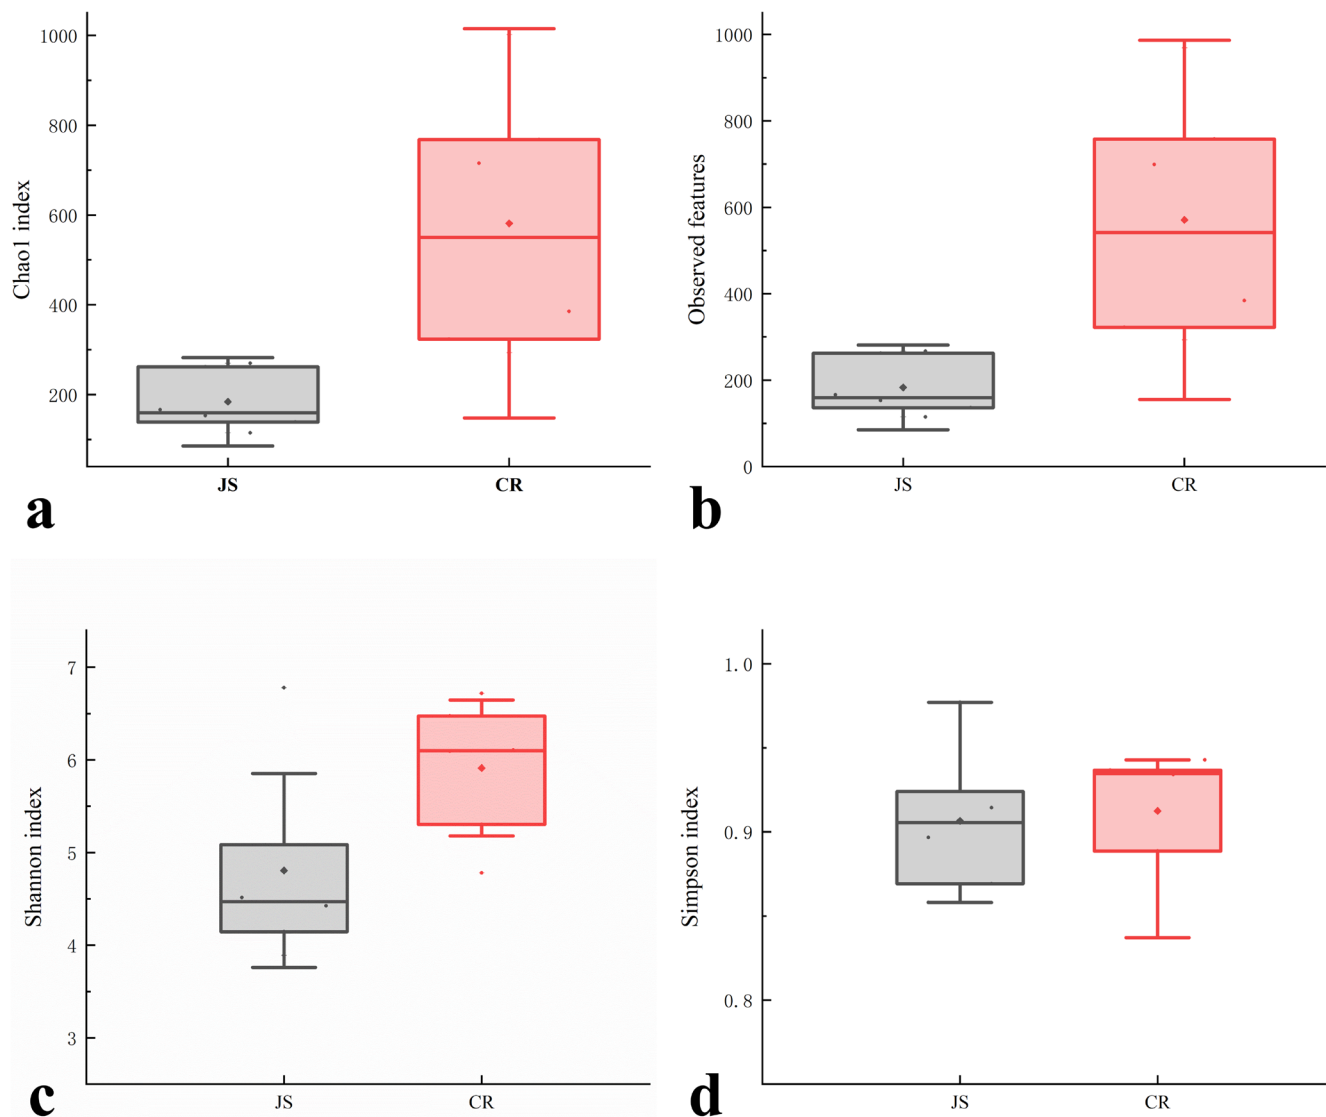 1000
800
600
400
200
Chao1 index
JS
CR
a
1000
800
600
400
200
0
Observed features
JS
CR
b
7
6
5
4
3
Shannon index
JS
CR
c
1.0
0.9
0.8
Simpson index
JS
CR
d